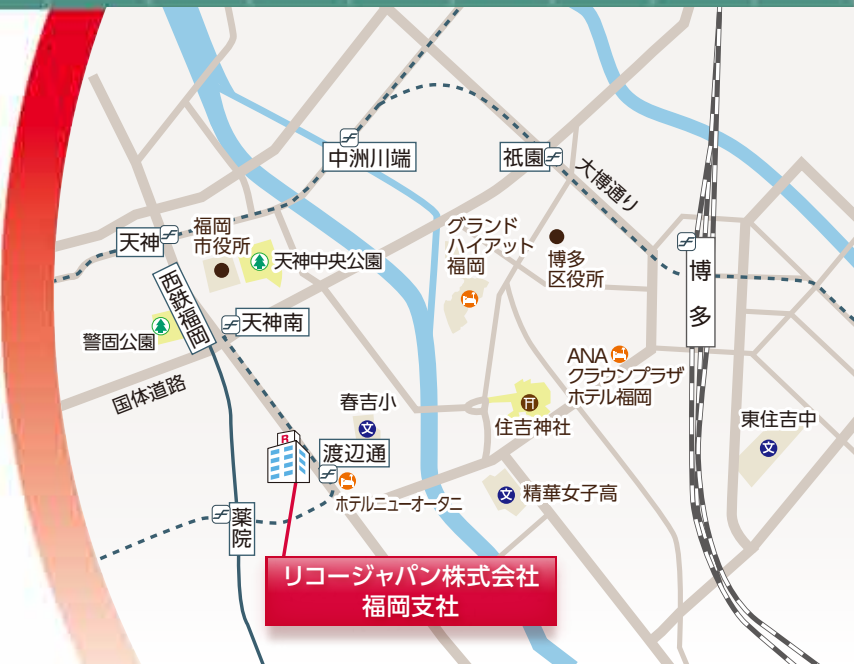 中洲川端
祇園
大博通り
天神
福岡
市役所
天神中央公園
グランド
ハイアット
福岡
博多
区役所
博多
西鉄福岡
天神南
警固公園
国体道路
ANA
クラウンプラザ
ホテル福岡
春吉小
文
住吉神社
東住吉中
文
R
渡辺通
ホテルニューオータニ
文
精華女子高
薬院
リコージャパン株式会社
福岡支社